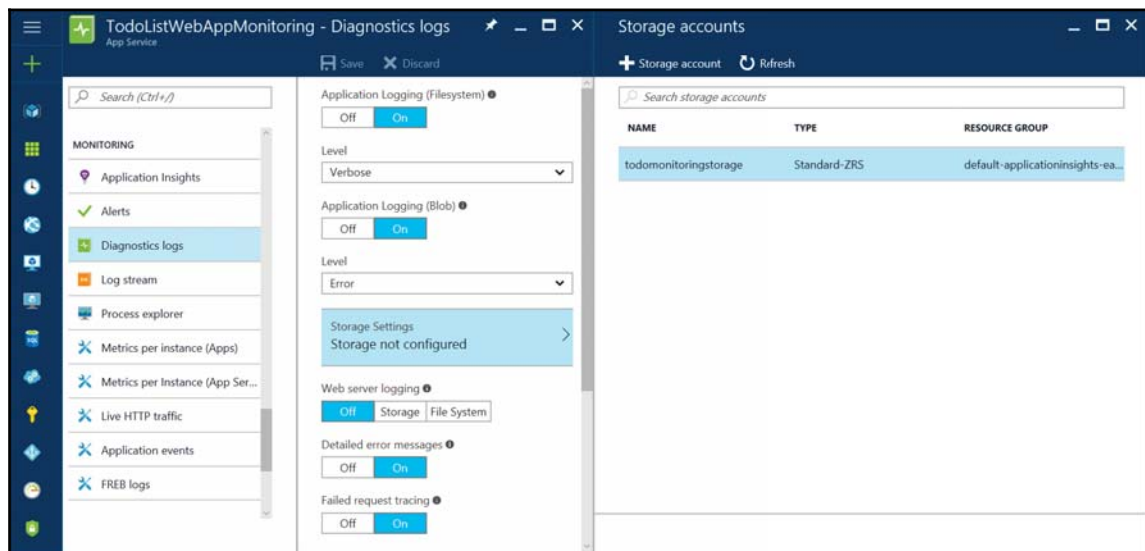 TodoListWebAppMonitoring - Diagnostics logs
App Service
Save Discard
Search (Ctrl+/)
MONITORING
Application Insights
Alerts
Diagnostics logs
Log stream
Process explorer
Metrics per instance (Apps)
Metrics per Instance (App Ser...
Live HTTP traffic
Application events
FREB logs
Application Logging (Filesystem)
Off On
Level
Verbose
Application Logging (Blob)
Off On
Level
Error
Storage Settings
Storage not configured
Web server logging
Off Storage File System
Detailed error messages
Off On
Failed request tracing
Off On
Storage accounts
Storage account Refresh
Search storage accounts
NAME TYPE RESOURCE GROUP
todomonitoringstorage Standard-ZRS default-applicationinsights-ea...